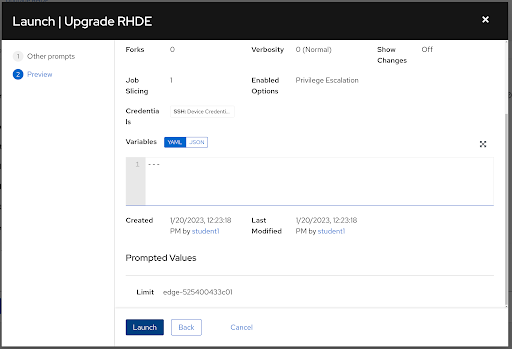 Launch | Upgrade RHDE
1 Other prompts
2 Preview
Forks 0 Verbosity 0 (Normal) Show Changes Off
Job Slicing 1 Enabled Options Privilege Escalation
Credentia
ls SSH: Device Credenti...
Variables YAML JSON
1 ---
Created 1/20/2023, 12:23:18 PM by student1
Last Modified 1/20/2023, 12:23:18 PM by student1
Prompted Values
Limit edge-525400433c01
Launch Back Cancel